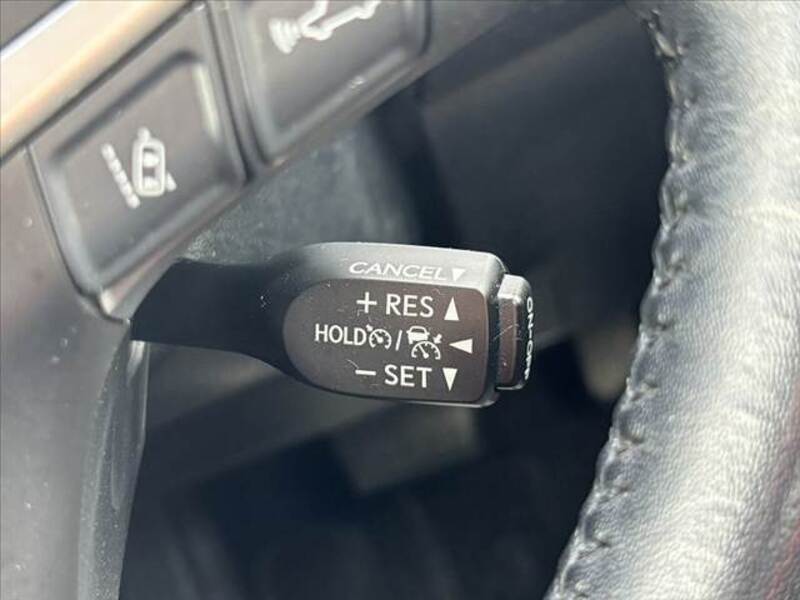 CANCEL▼
+ RES ▲
HOLD / ◀
− SET ▼
ON-OFF